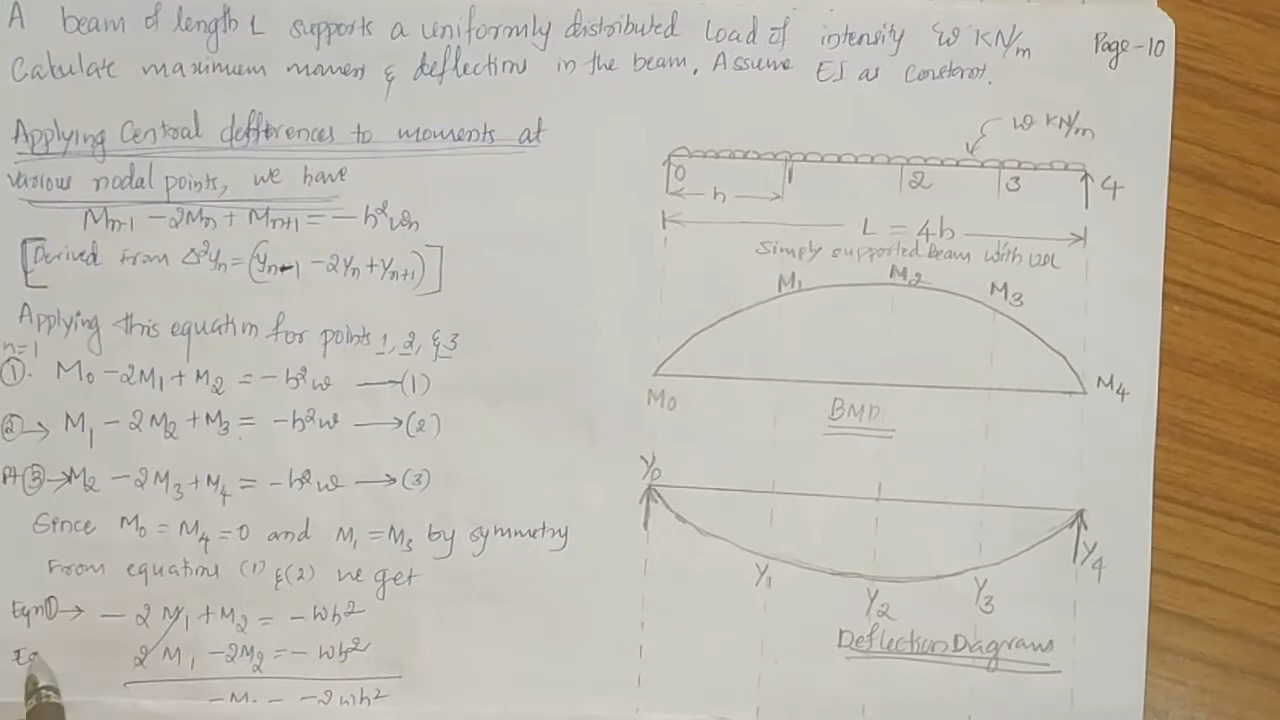 A beam of length L supports a uniformly distributed load of intensity w KN/m
Calculate maximum moment & deflection in the beam, Assume EI as constant.
Page-10
Applying Central defferences to moments at
various nodal points, we have
Mn-1 - 2Mn + Mn+1 = - h²wn
[Derived from Δ²yn = (yn-1 - 2yn + yn+1)]
Applying this equation for points 1, 2, & 3
n=1
①. M0 - 2M1 + M2 = - h²w → (1)
② → M1 - 2M2 + M3 = - h²w → (2)
Pt ③ → M2 - 2M3 + M4 = - h²w → (3)
Since M0 = M4 = 0 and M1 = M3 by symmetry
From equations (1) & (2) we get
Eqn① → - 2M1 + M2 = - wh²
2M1 - 2M2 = - wh²
-M. - -2wh²
w KN/m
0 1 2 3 4
h
L = 4h
Simply supported beam with UDL
M1 M2 M3
M0 M4
BMD
Y0
Y1 Y2 Y3 Y4
Deflection Diagrams